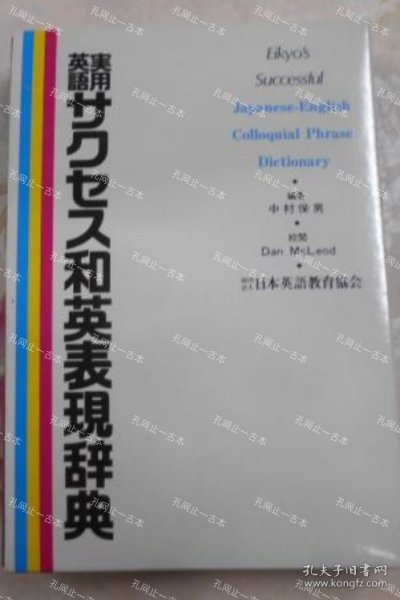 実用
英語
サクセス和英表現辞典
Eikyo's
Successful
Japanese-English
Colloquial Phrase
Dictionary
編者
中村保男
校閲
Dan McLeod
日本英語教育協会
孔网止一古本
孔夫子旧书网
www.kongfz.com